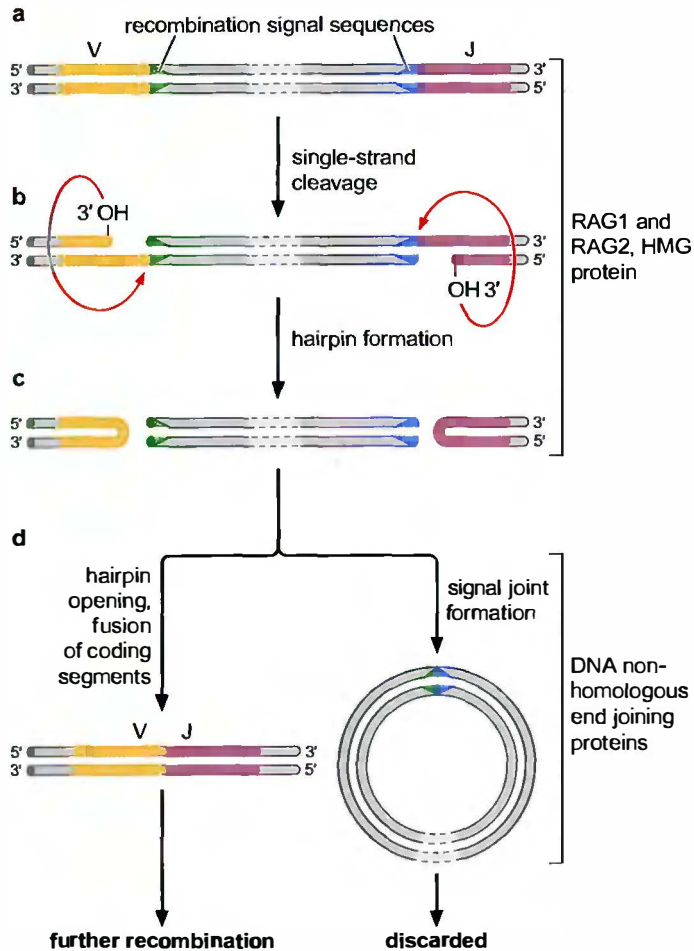 a
recombination signal sequences
V
J
5′
3′
3′
5′
single-strand
cleavage
b
3′ OH
5′
3′
3′
5′
OH 3′
RAG1 and
RAG2, HMG
protein
hairpin formation
c
5′
3′
3′
5′
d
hairpin
opening,
fusion
of coding
segments
signal joint
formation
DNA non-
homologous
end joining
proteins
V
J
5′
3′
3′
5′
further recombination
discarded